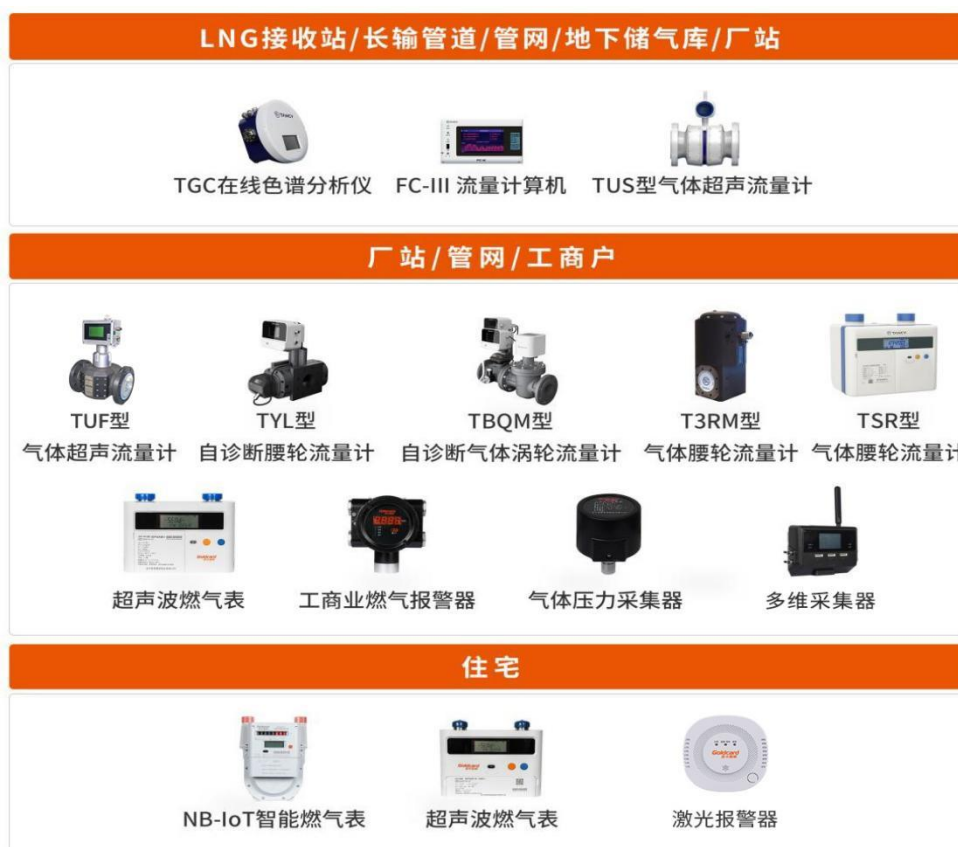 LNG接收站/长输管道/管网/地下储气库/厂站
TANCY
TGC在线色谱分析仪 FC-III 流量计算机 TUS型气体超声流量计
厂站/管网/工商户
TANCY
TUF型 TYL型 TBQM型 T3RM型 TSR型
气体超声流量计 自诊断腰轮流量计 自诊断气体涡轮流量计 气体腰轮流量计 气体腰轮流量计
Goldcard
超声波燃气表 工商业燃气报警器 气体压力采集器 多维采集器
住宅
Goldcard
Goldcard
NB-IoT智能燃气表 超声波燃气表 激光报警器